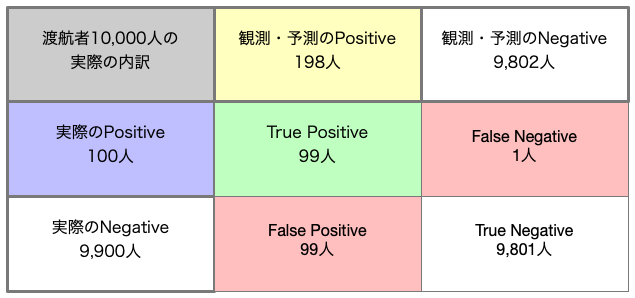 渡航者10,000人の
実際の内訳
観測・予測のPositive
198人
観測・予測のNegative
9,802人
実際のPositive
100人
True Positive
99人
False Negative
1人
実際のNegative
9,900人
False Positive
99人
True Negative
9,801人